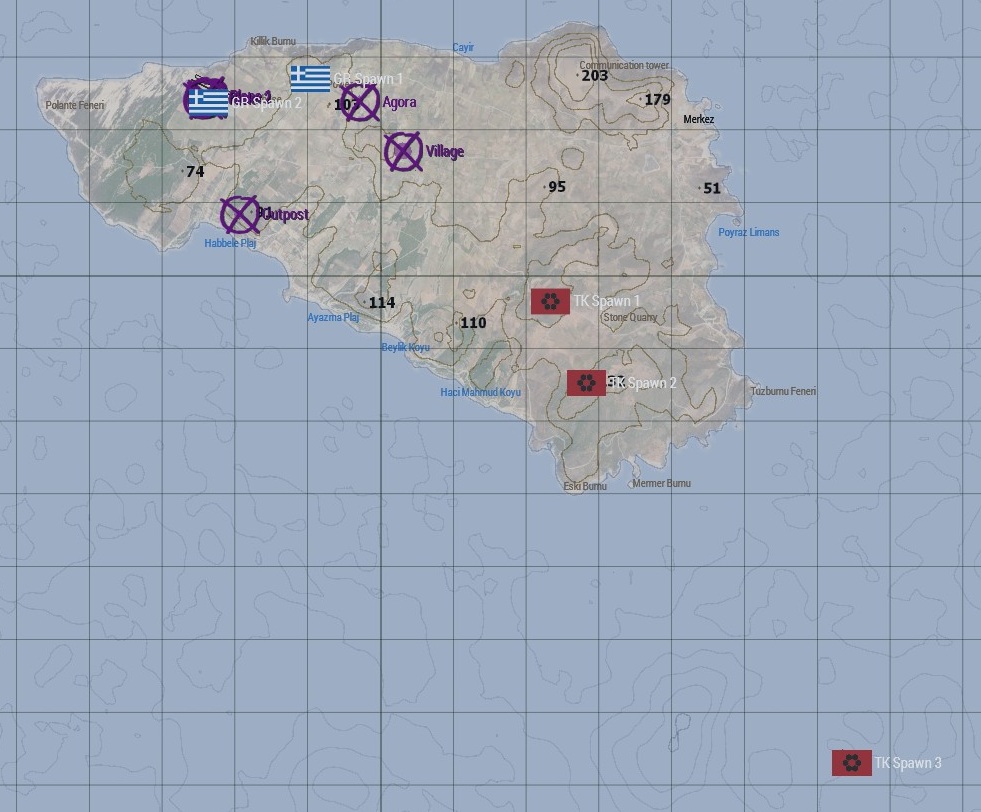 Killik Burnu
Cayir
Communication tower
203
GR Spawn 1
179
Polante Feneri
GR Spawn 2
107
Agora
Merkez
Village
74
95
51
Outpost
Poyraz Limans
Habbele Plaj
TK Spawn 1
114
Ayazma Plaj
110
Stone Quarry
Beylik Koyu
TK Spawn 2
Haci Mahmud Koyu
Tuzburnu Feneri
Eski Burnu
Mermer Burnu
TK Spawn 3